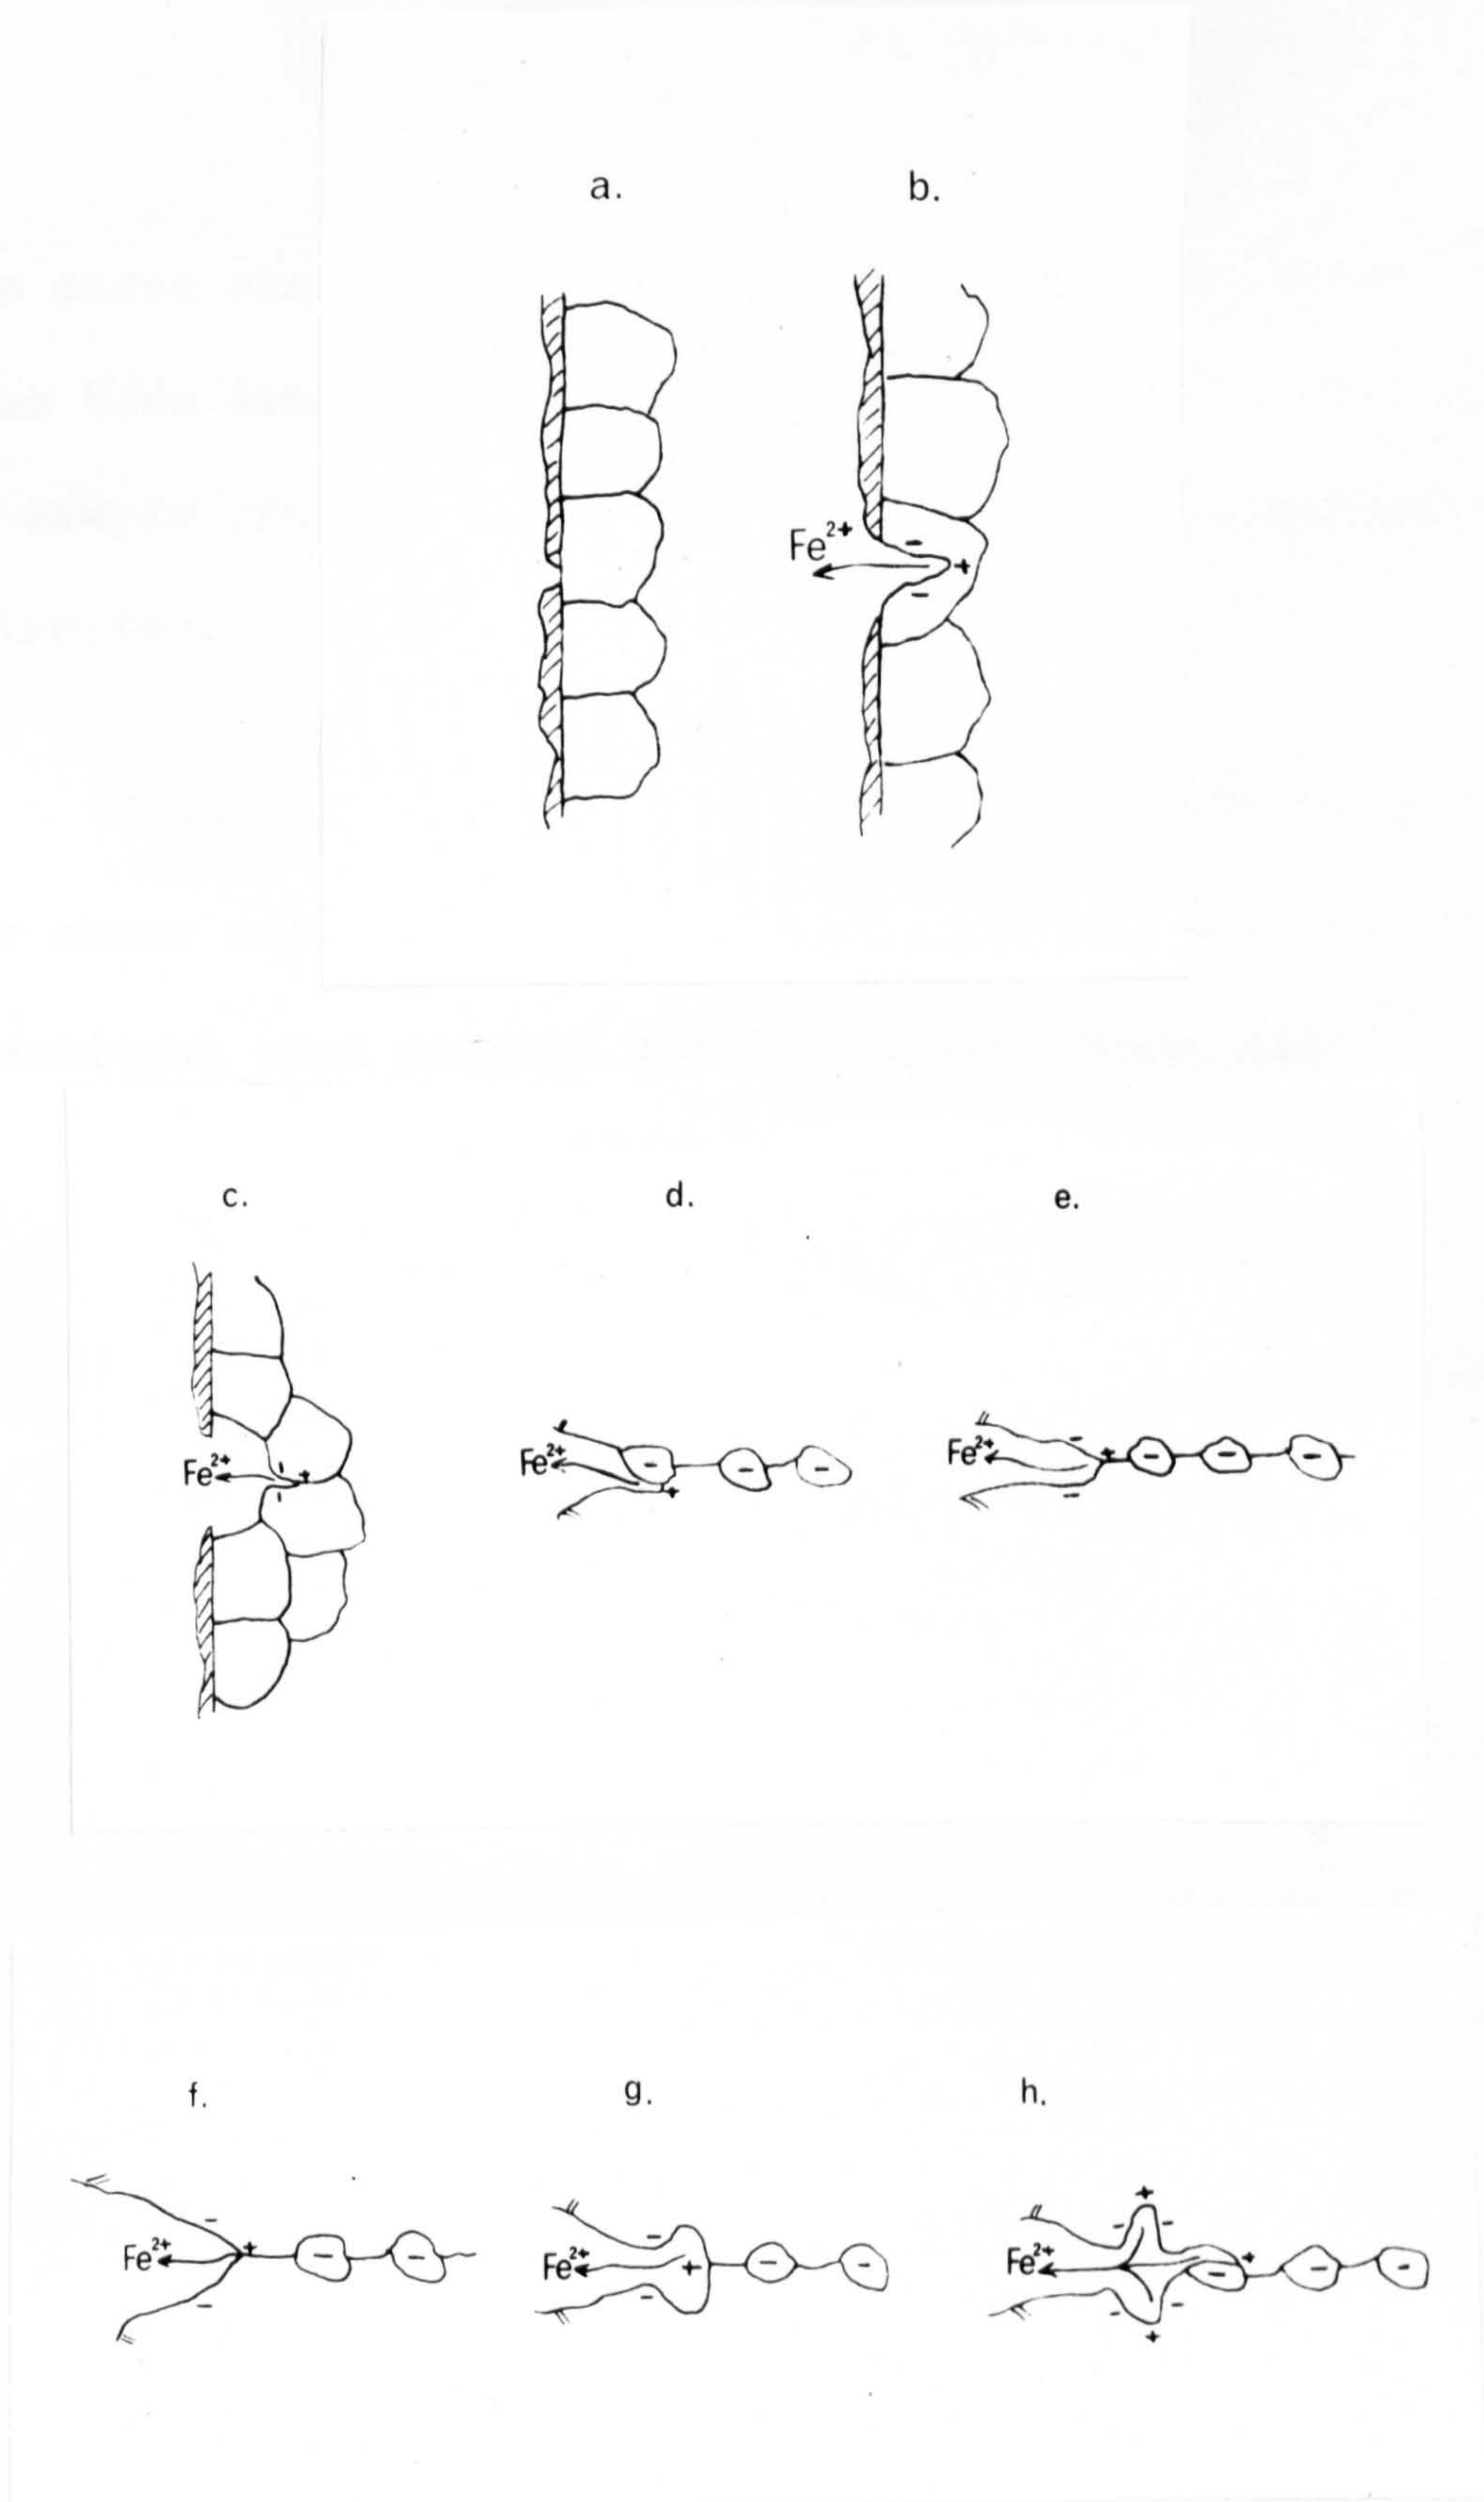 a. b.
Fe2+ - + -
c. d. e.
Fe2+ - + - Fe2+ - + - - Fe2+ - + - - - -
f. g. h.
Fe2+ - + - - - Fe2+ - + - - - Fe2+ + - - + - - - - - +